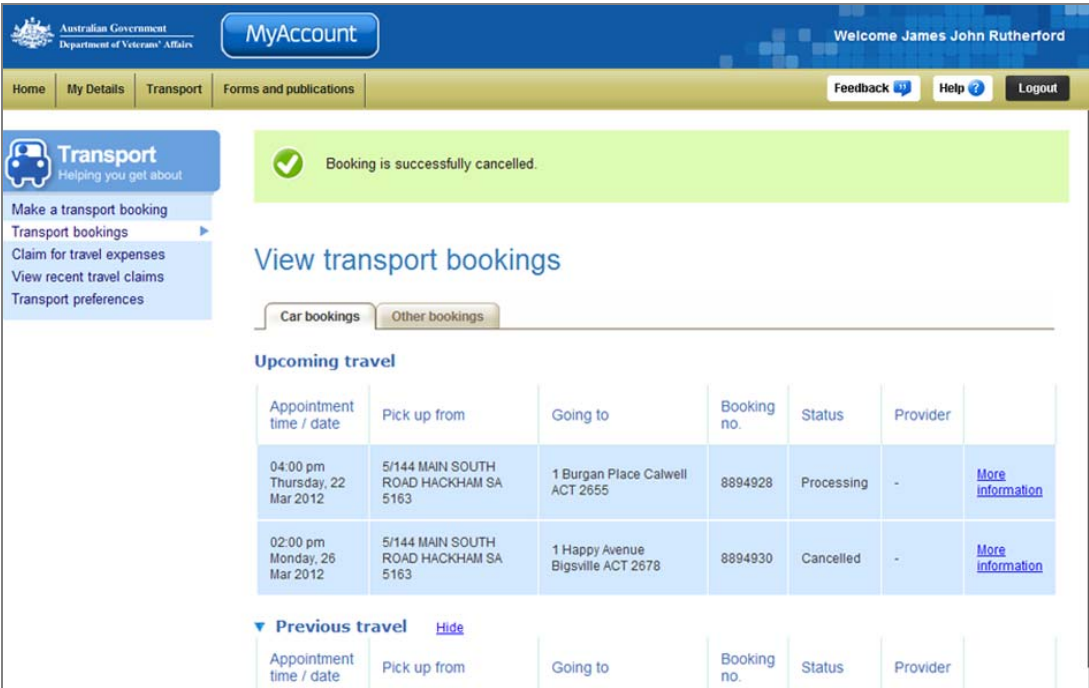 Australian Government
Department of Veterans' Affairs
MyAccount
Welcome James John Rutherford
Home
My Details
Transport
Forms and publications
Feedback
Help
Logout
Transport
Helping you get about
Make a transport booking
Transport bookings
Claim for travel expenses
View recent travel claims
Transport preferences
Booking is successfully cancelled.
View transport bookings
Car bookings
Other bookings
Upcoming travel
Appointment
time / date
Pick up from
Going to
Booking
no.
Status
Provider
04:00 pm
Thursday, 22
Mar 2012
5/144 MAIN SOUTH
ROAD HACKHAM SA
5163
1 Burgan Place Calwell
ACT 2655
8894928
Processing
-
More
information
02:00 pm
Monday, 26
Mar 2012
5/144 MAIN SOUTH
ROAD HACKHAM SA
5163
1 Happy Avenue
Bigsville ACT 2678
8894930
Cancelled
-
More
information
Previous travel
Hide
Appointment
time / date
Pick up from
Going to
Booking
no.
Status
Provider